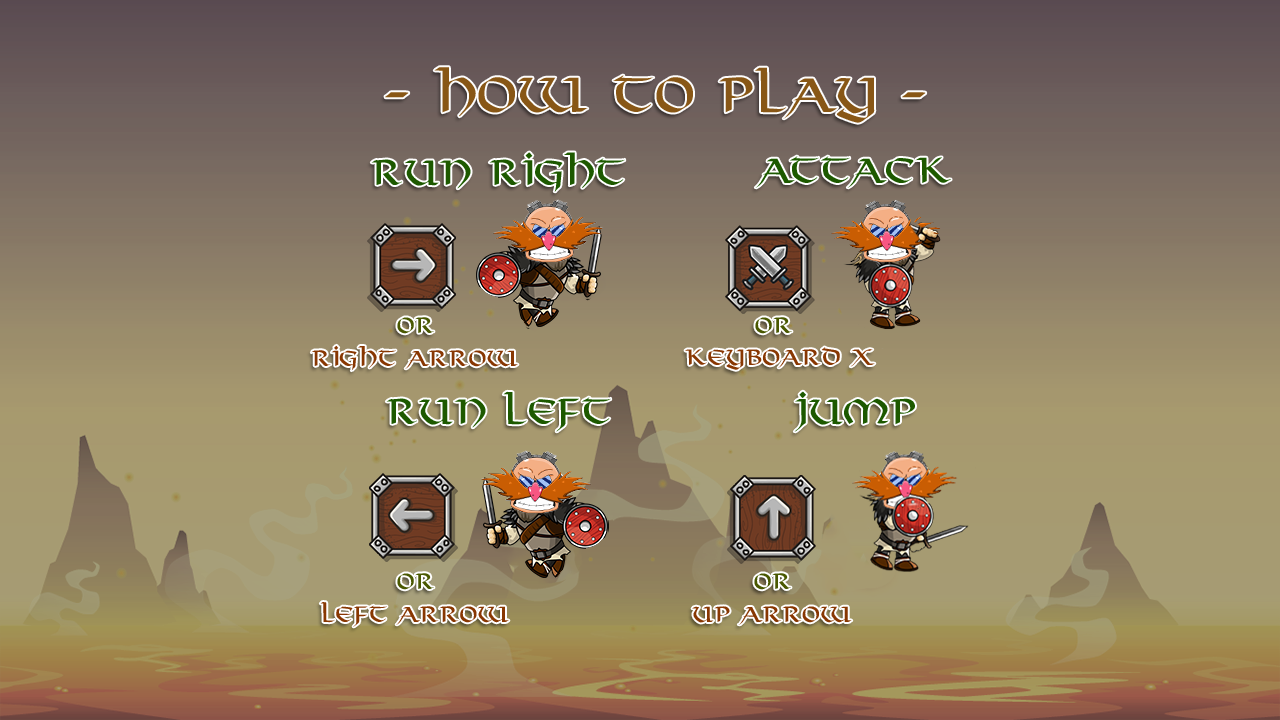 - How to play -
Run Right
Attack
or
Right Arrow
or
Keyboard X
Run Left
Jump
or
Left Arrow
or
Up Arrow